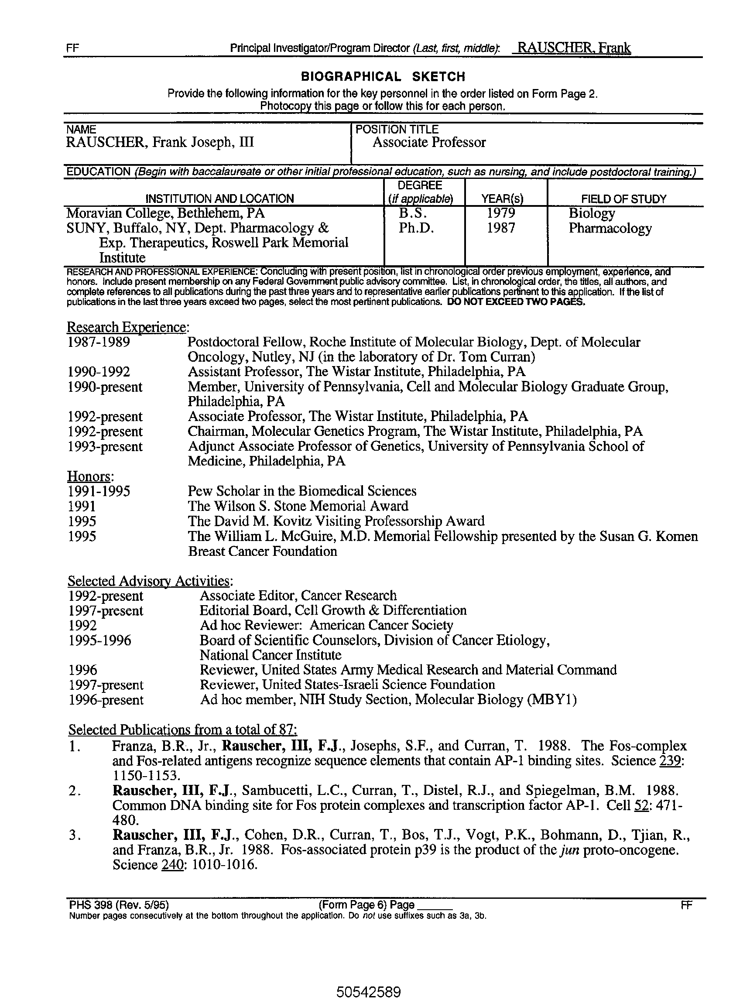 FF Principal Investigator/Program Director (Last, first, middle): RAUSCHER, Frank
BIOGRAPHICAL SKETCH
Provide the following information for the key personnel in the order listed on Form Page 2.
Photocopy this page or follow this for each person.
NAME POSITION TITLE
RAUSCHER, Frank Joseph, III Associate Professor
EDUCATION (Begin with baccalaureate or other initial professional education, such as nursing, and include postdoctoral training.)
INSTITUTION AND LOCATION DEGREE (if applicable) YEAR(s) FIELD OF STUDY
Moravian College, Bethlehem, PA B.S. 1979 Biology
SUNY, Buffalo, NY, Dept. Pharmacology & Ph.D. 1987 Pharmacology
Exp. Therapeutics, Roswell Park Memorial
Institute
RESEARCH AND PROFESSIONAL EXPERIENCE: Concluding with present position, list in chronological order previous employment, experience, and
honors. Include present membership on any Federal Government public advisory committee. List, in chronological order, the titles, all authors, and
complete references to all publications during the past three years and to representative earlier publications pertinent to this application. If the list of
publications in the last three years exceed two pages, select the most pertinent publications. DO NOT EXCEED TWO PAGES.
Research Experience:
1987-1989 Postdoctoral Fellow, Roche Institute of Molecular Biology, Dept. of Molecular
Oncology, Nutley, NJ (in the laboratory of Dr. Tom Curran)
1990-1992 Assistant Professor, The Wistar Institute, Philadelphia, PA
1990-present Member, University of Pennsylvania, Cell and Molecular Biology Graduate Group,
Philadelphia, PA
1992-present Associate Professor, The Wistar Institute, Philadelphia, PA
1992-present Chairman, Molecular Genetics Program, The Wistar Institute, Philadelphia, PA
1993-present Adjunct Associate Professor of Genetics, University of Pennsylvania School of
Medicine, Philadelphia, PA
Honors:
1991-1995 Pew Scholar in the Biomedical Sciences
1991 The Wilson S. Stone Memorial Award
1995 The David M. Kovitz Visiting Professorship Award
1995 The William L. McGuire, M.D. Memorial Fellowship presented by the Susan G. Komen
Breast Cancer Foundation
Selected Advisory Activities:
1992-present Associate Editor, Cancer Research
1997-present Editorial Board, Cell Growth & Differentiation
1992 Ad hoc Reviewer: American Cancer Society
1995-1996 Board of Scientific Counselors, Division of Cancer Etiology,
National Cancer Institute
1996 Reviewer, United States Army Medical Research and Material Command
1997-present Reviewer, United States-Israeli Science Foundation
1996-present Ad hoc member, NIH Study Section, Molecular Biology (MBY1)
Selected Publications from a total of 87:
1. Franza, B.R., Jr., Rauscher, III, F.J., Josephs, S.F., and Curran, T. 1988. The Fos-complex
and Fos-related antigens recognize sequence elements that contain AP-1 binding sites. Science 239:
1150-1153.
2. Rauscher, III, F.J., Sambucetti, L.C., Curran, T., Distel, R.J., and Spiegelman, B.M. 1988.
Common DNA binding site for Fos protein complexes and transcription factor AP-1. Cell 52: 471-
480.
3. Rauscher, III, F.J., Cohen, D.R., Curran, T., Bos, T.J., Vogt, P.K., Bohmann, D., Tjian, R.,
and Franza, B.R., Jr. 1988. Fos-associated protein p39 is the product of the jun proto-oncogene.
Science 240: 1010-1016.
PHS 398 (Rev. 5/95) (Form Page 6) Page ______ FF
Number pages consecutively at the bottom throughout the application. Do not use suffixes such as 3a, 3b.
50542589